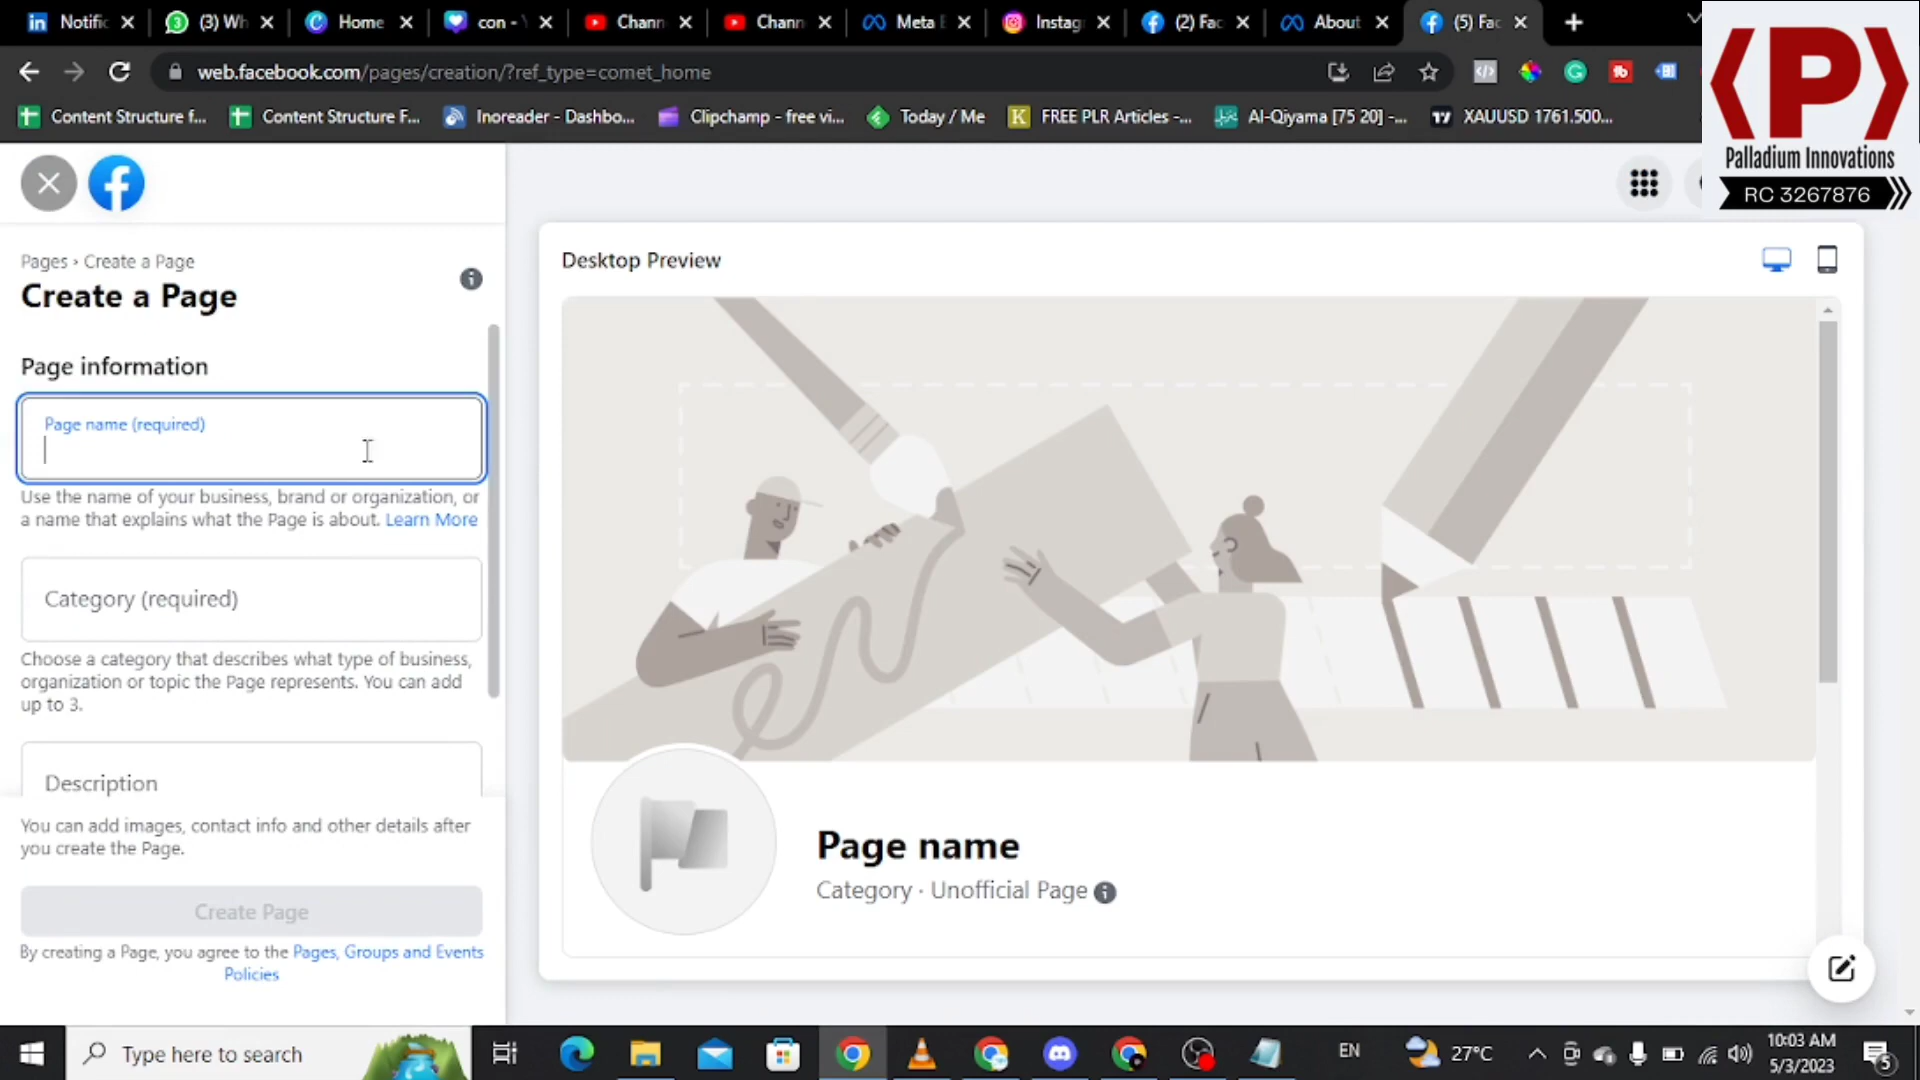 Notific
(3) Wh
Home
con -
Chann
Chann
Meta
Instag
(2) Fac
About
(5) Fac
web.facebook.com/pages/creation/?ref_type=comet_home
Content Structure f...
Content Structure F...
Inoreader - Dashbo...
Clipchamp - free vi...
Today / Me
K
FREE PLR Articles -...
Al-Qiyama [75 20] -...
XAUUSD 1761.500...
P
Palladium Innovations
RC 3267876
Pages › Create a Page
Create a Page
Page information
Page name (required)
Use the name of your business, brand or organization, or
a name that explains what the Page is about. Learn More
Category (required)
Choose a category that describes what type of business,
organization or topic the Page represents. You can add
up to 3.
Description
You can add images, contact info and other details after
you create the Page.
Create Page
By creating a Page, you agree to the Pages, Groups and Events
Policies
Desktop Preview
Page name
Category · Unofficial Page
Type here to search
EN
27°C
10:03 AM
5/3/2023
5